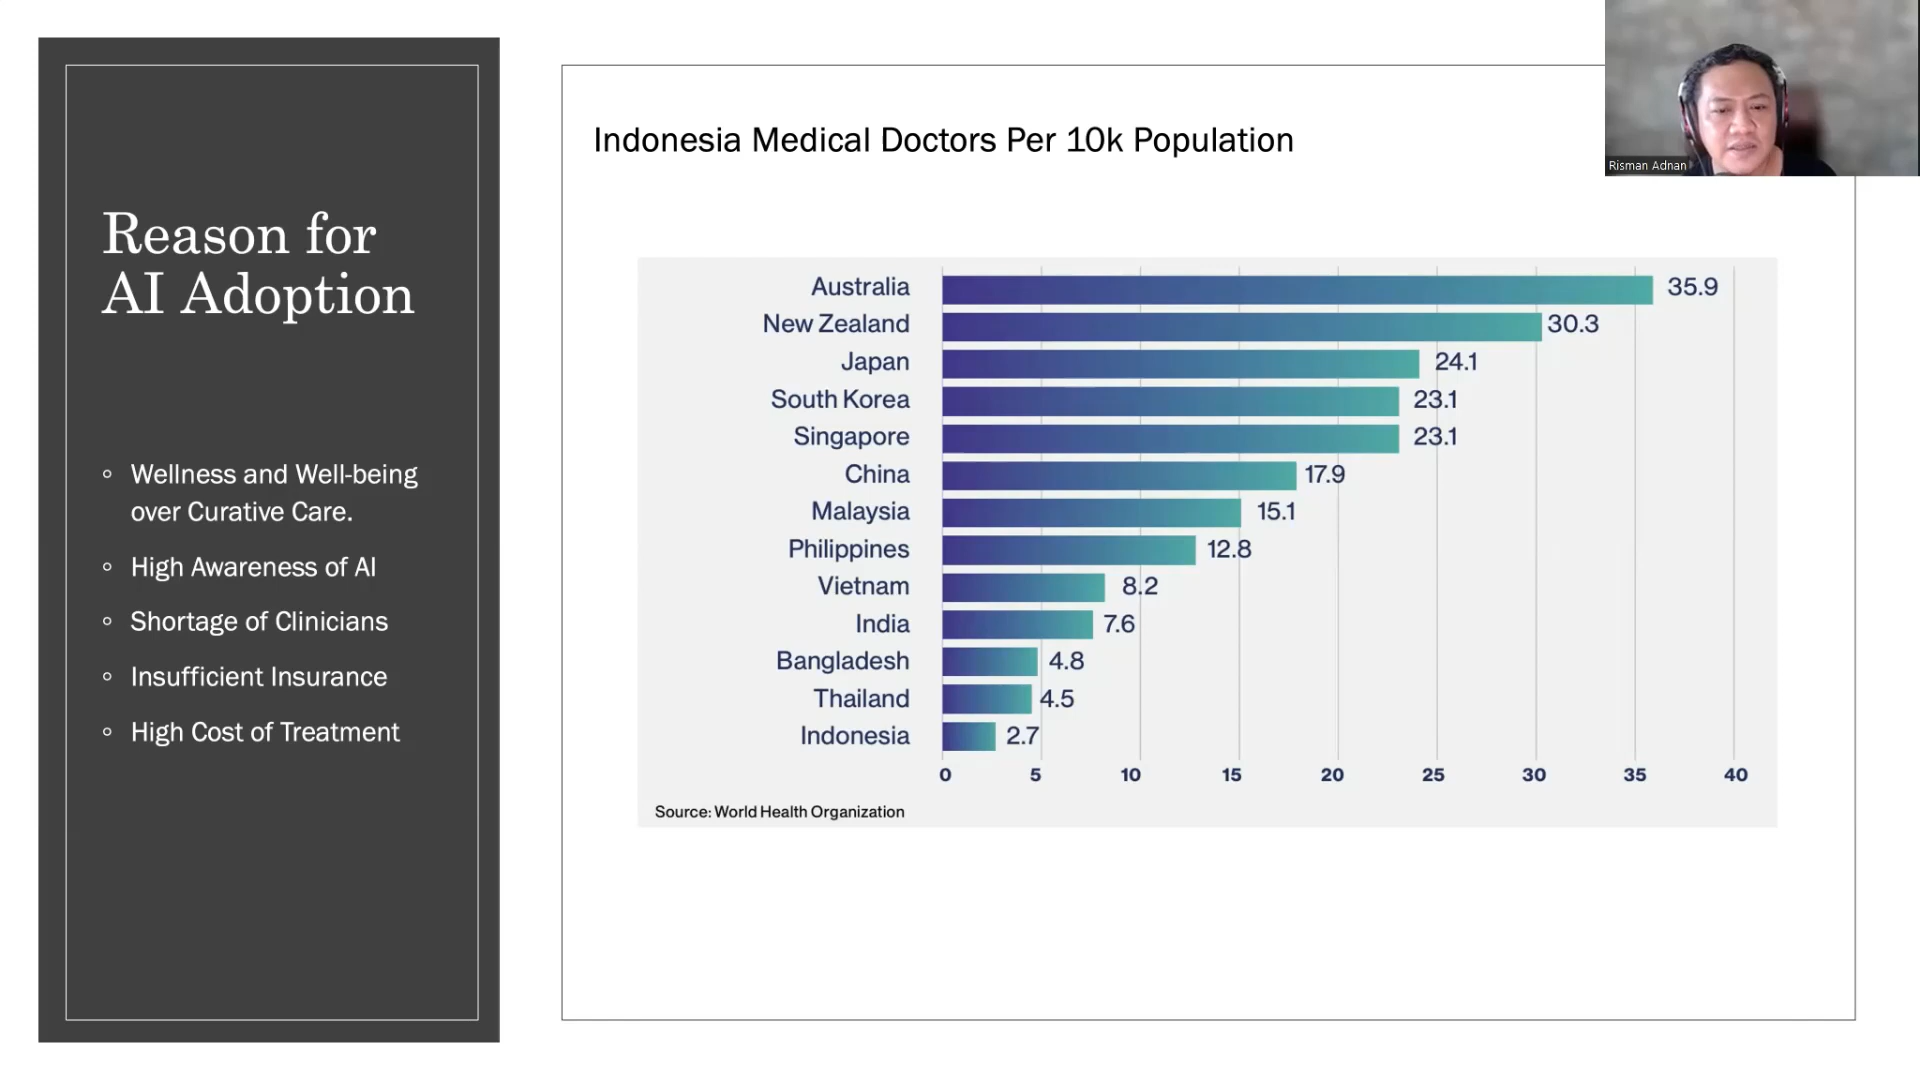 Reason for
AI Adoption
Wellness and Well-being
over Curative Care.
High Awareness of AI
Shortage of Clinicians
Insufficient Insurance
High Cost of Treatment
Indonesia Medical Doctors Per 10k Population
Risman Adnan
Australia 35.9
New Zealand 30.3
Japan 24.1
South Korea 23.1
Singapore 23.1
China 17.9
Malaysia 15.1
Philippines 12.8
Vietnam 8.2
India 7.6
Bangladesh 4.8
Thailand 4.5
Indonesia 2.7
0 5 10 15 20 25 30 35 40
Source: World Health Organization